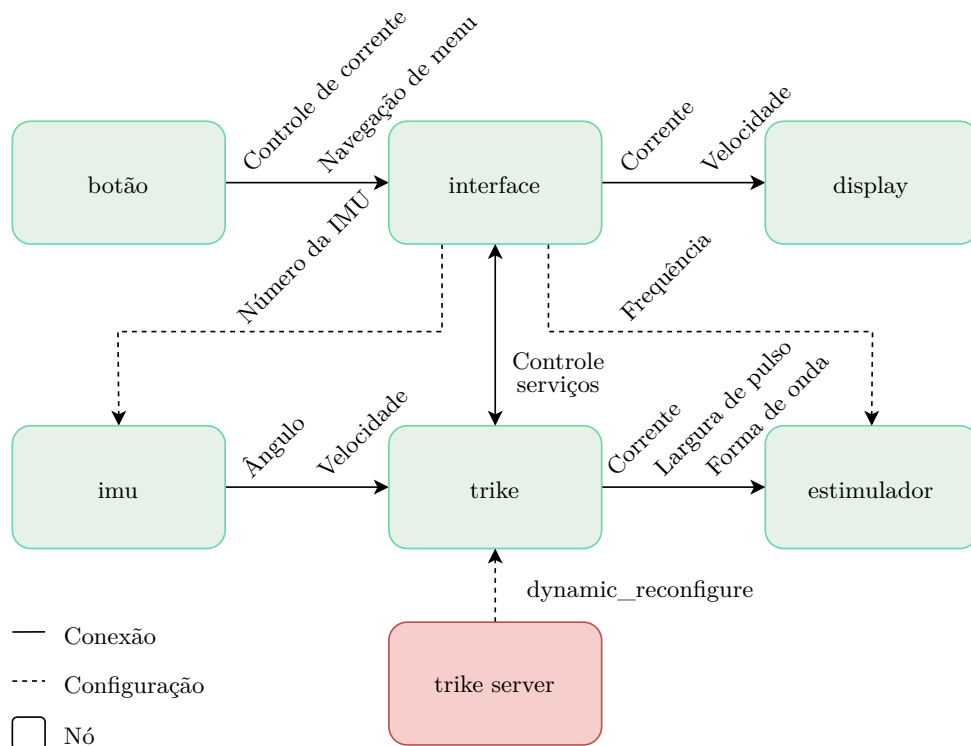 Controle de corrente
Navegação de menu
Corrente
Velocidade
botão
interface
display
Número da IMU
Frequência
Controle
serviços
Ângulo
Velocidade
Corrente
Largura de pulso
Forma de onda
imu
trike
estimulador
dynamic_reconfigure
Conexão
Configuração
trike server
Nó